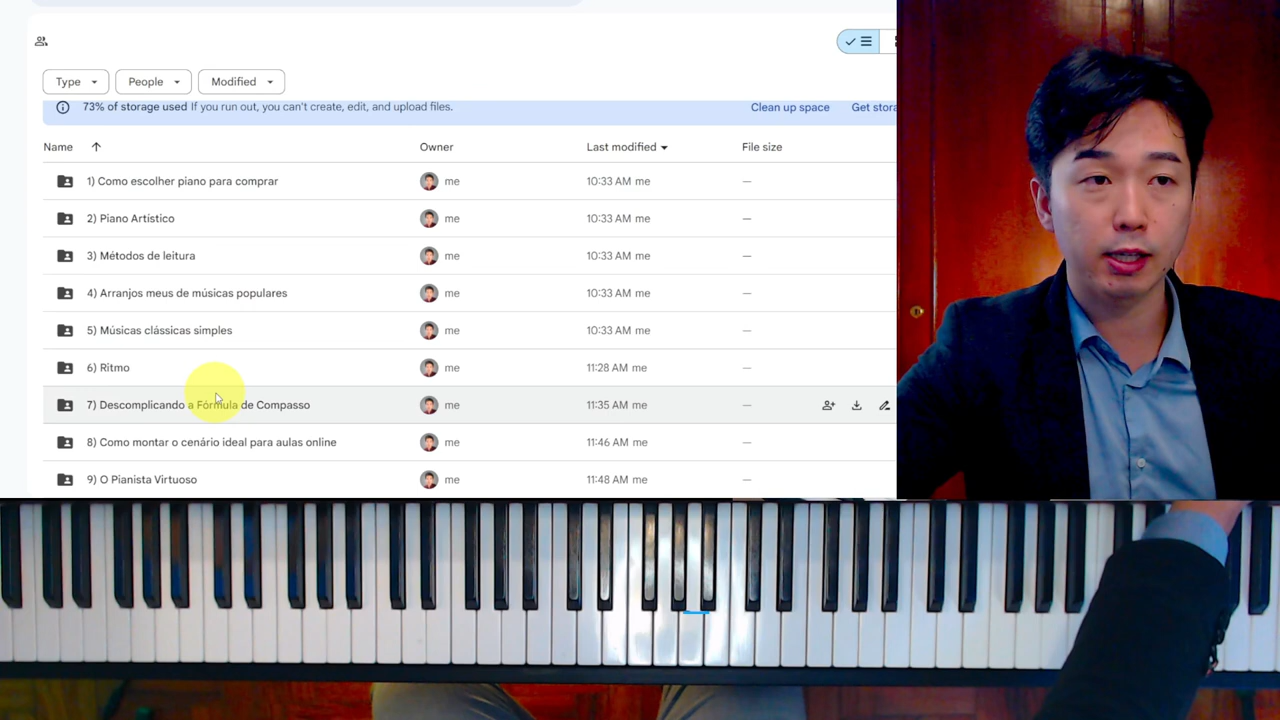 Type People Modified
73% of storage used If you run out, you can't create, edit, and upload files. Clean up space Get stora
Name Owner Last modified File size
1) Como escolher piano para comprar me 10:33 AM me —
2) Piano Artístico me 10:33 AM me —
3) Métodos de leitura me 10:33 AM me —
4) Arranjos meus de músicas populares me 10:33 AM me —
5) Músicas clássicas simples me 10:33 AM me —
6) Ritmo me 11:28 AM me —
7) Descomplicando a Fórmula de Compasso me 11:35 AM me —
8) Como montar o cenário ideal para aulas online me 11:46 AM me —
9) O Pianista Virtuoso me 11:48 AM me —